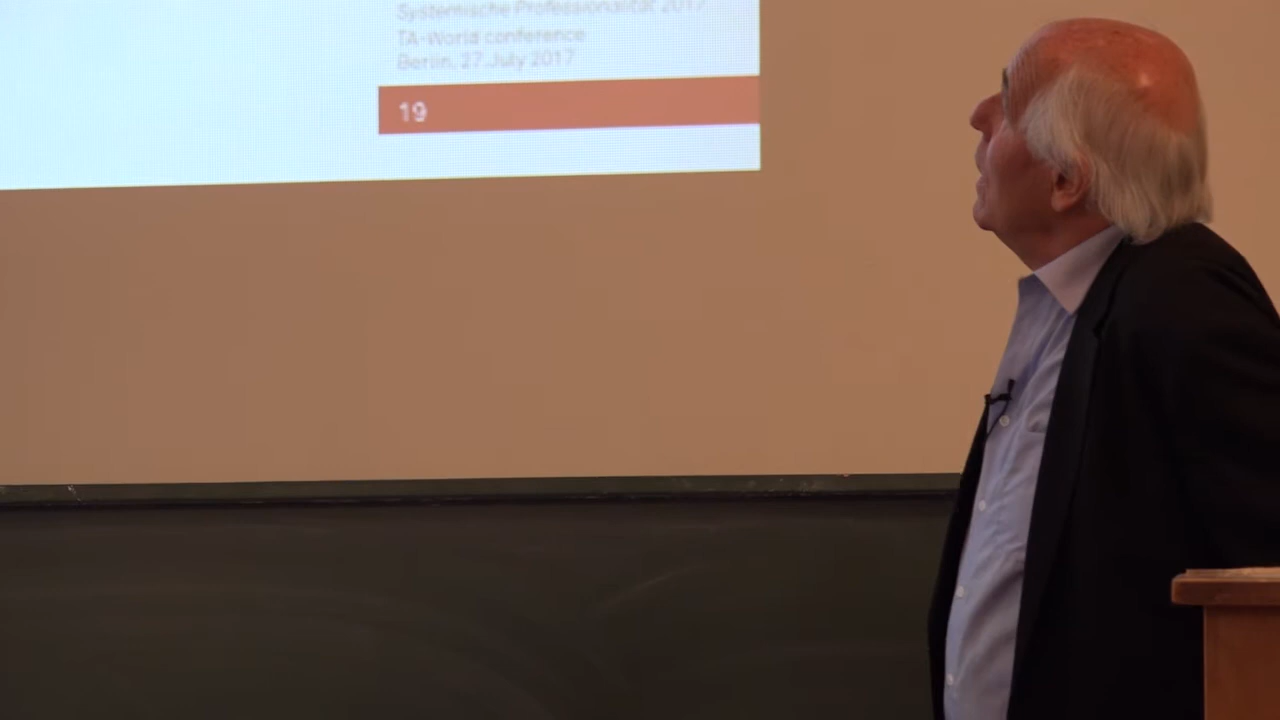 Systemische Professionalität 2017
TA-World conference
Berlin, 27.July 2017
19